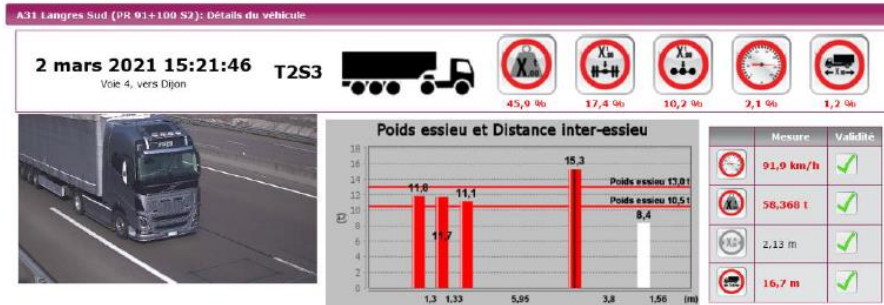 A31 Langres Sud (PR 91+100 S2): Détails du véhicule
2 mars 2021 15:21:46
Voie 4, vers Dijon
T2S3
X t
.00
45,9 %
17,4 %
10,2 %
2,1 %
1,2 %
Poids essieu et Distance inter-essieu
(t)
18
16
14
12
10
8
6
4
2
0
11,8
11,7
11,1
15,3
8,4
Poids essieu 13,0 t
Poids essieu 10,5 t
1,3
1,33
5,95
3,8
1,56
(m)
Mesure
Validité
91,9 km/h
58,368 t
2,13 m
16,7 m